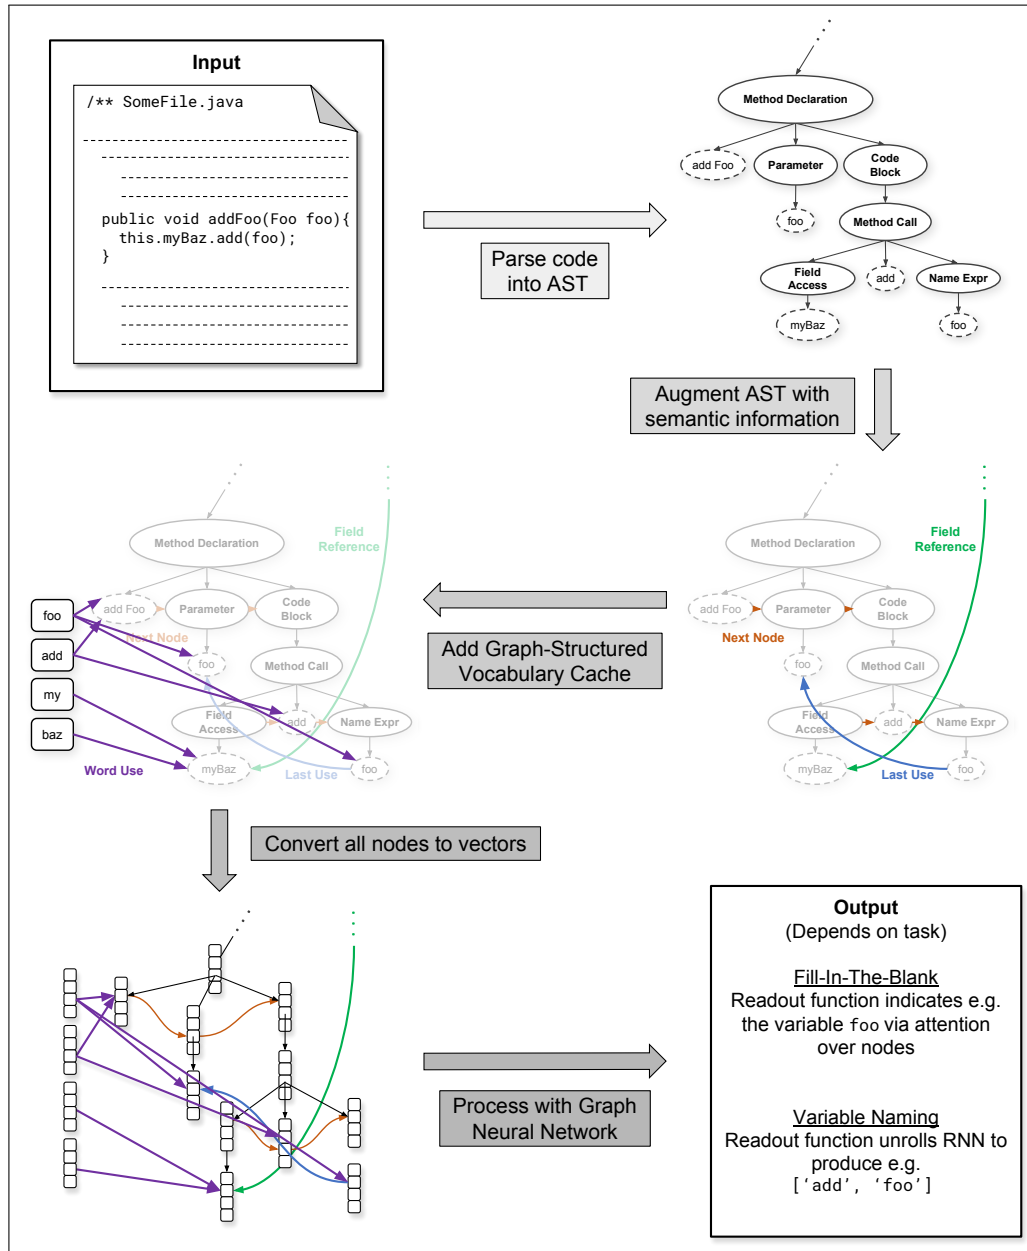 Input
/** SomeFile.java
public void addFoo(Foo foo){
this.myBaz.add(foo);
}
Parse code
into AST
Method Declaration
add Foo
Parameter
Code
Block
foo
Method Call
Field
Access
add
Name Expr
myBaz
foo
Augment AST with
semantic information
Field
Reference
Method Declaration
add Foo
Parameter
Code
Block
Next Node
foo
Method Call
Field
Access
add
Name Expr
myBaz
Last Use
foo
Add Graph-Structured
Vocabulary Cache
Field
Reference
Method Declaration
foo
add Foo
Parameter
Code
Block
add
Next Node
foo
Method Call
my
Field
Access
add
Name Expr
baz
Word Use
myBaz
Last Use
foo
Convert all nodes to vectors
Process with Graph
Neural Network
Output
(Depends on task)
Fill-In-The-Blank
Readout function indicates e.g.
the variable foo via attention
over nodes
Variable Naming
Readout function unrolls RNN to
produce e.g.
[‘add’, ‘foo’]